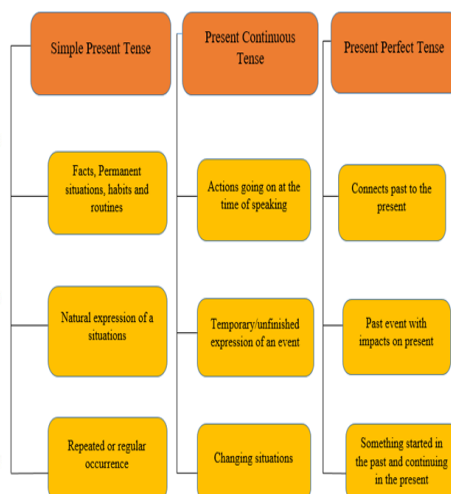 Simple Present Tense
Facts, Permanent
situations, habits and
routines
Natural expression of a
situations
Repeated or regular
occurrence
Present Continuous
Tense
Actions going on at the
time of speaking
Temporary/unfinished
expression of an event
Changing situations
Present Perfect Tense
Connects past to the
present
Past event with
impacts on present
Something started in
the past and continuing
in the present